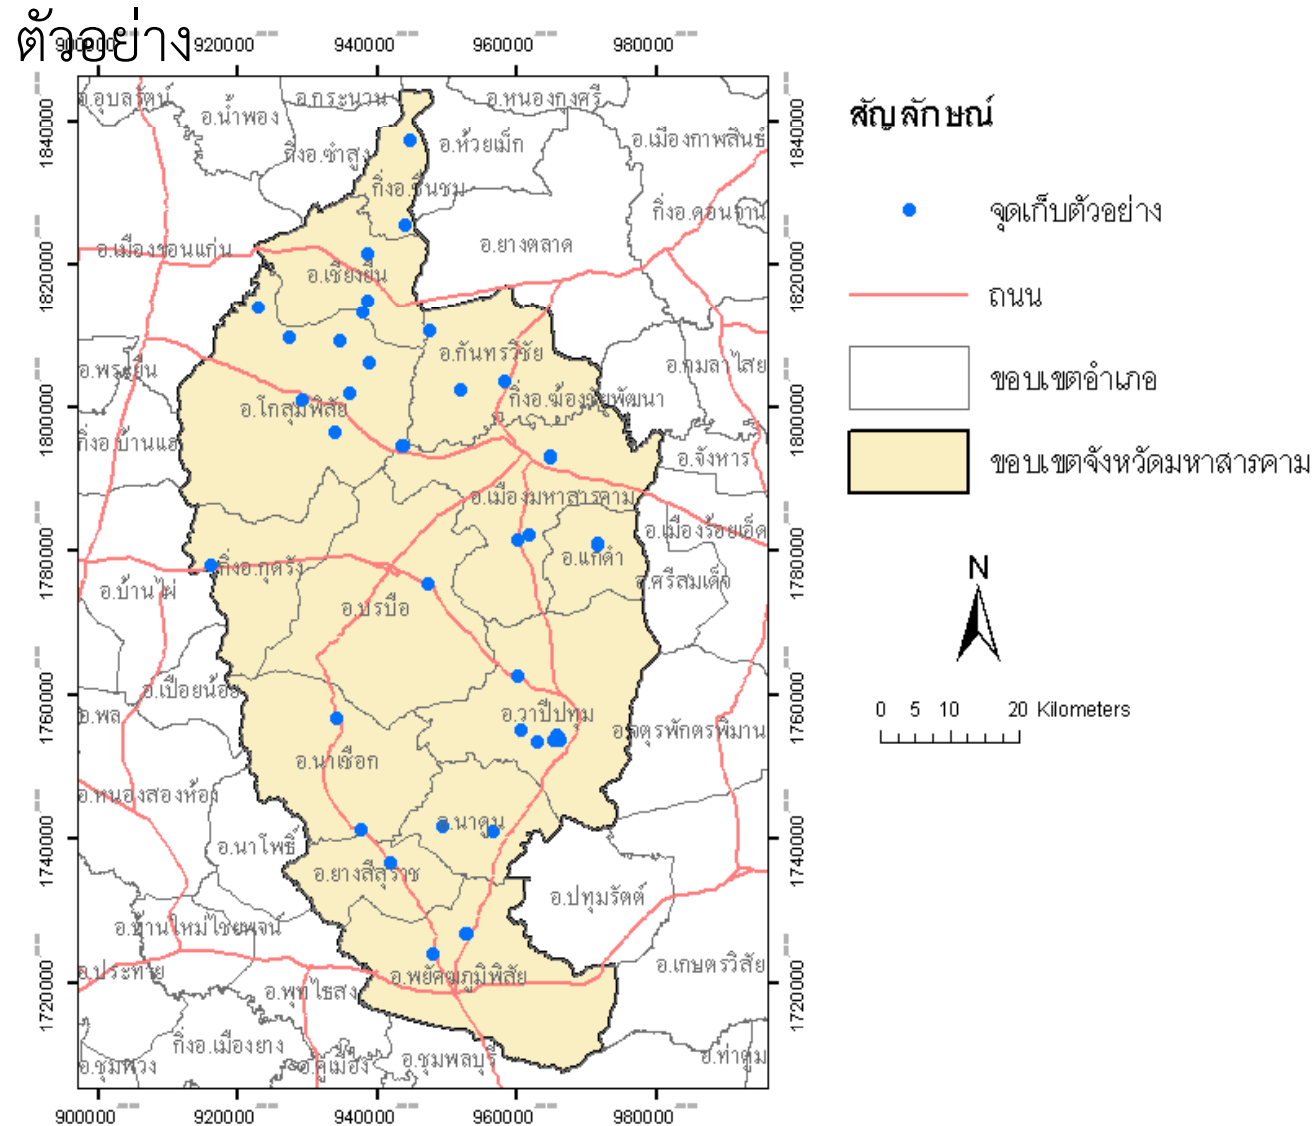 ตัวอย่าง
900000 920000 940000 960000 980000
1840000
1820000
1800000
1780000
1760000
1740000
1720000
อ.อุบลรัตน์
อ.น้ำพอง
อ.กระนวน
อ.หนองกุงศรี
กิ่งอ.ซำสูง
อ.ห้วยเม็ก
อ.เมืองกาฬสินธุ์
กิ่งอ.ชื่นชม
กิ่งอ.ดอนจาน
อ.เมืองขอนแก่น
อ.ยางตลาด
อ.เชียงยืน
อ.พระยืน
อ.กันทรวิชัย
อ.กมลาไสย
กิ่งอ.ฆ้องชัยพัฒนา
อ.โกสุมพิสัย
กิ่งอ.บ้านแฮ
อ.จังหาร
อ.เมืองมหาสารคาม
อ.เมืองร้อยเอ็ด
กิ่งอ.กุดรัง
อ.แกดำ
อ.ศรีสมเด็จ
อ.บ้านไผ่
อ.บรบือ
อ.เปือยน้อย
อ.พล
อ.วาปีปทุม
อ.จตุรพักตรพิมาน
อ.นาเชือก
อ.หนองสองห้อง
อ.นาดูน
อ.นาโพธิ์
อ.ยางสีสุราช
อ.ปทุมรัตต์
อ.บ้านใหม่ไชยพจน์
อ.ประทาย
อ.พยัคฆภูมิพิสัย
อ.เกษตรวิสัย
อ.พุทไธสง
กิ่งอ.เมืองยาง
อ.ชุมพวง
อ.คูเมือง
อ.ชุมพลบุรี
อ.ท่าตูม
1840000
1820000
1800000
1780000
1760000
1740000
1720000
900000 920000 940000 960000 980000
สัญลักษณ์
จุดเก็บตัวอย่าง
ถนน
ขอบเขตอำเภอ
ขอบเขตจังหวัดมหาสารคาม
N
0 5 10 20 Kilometers